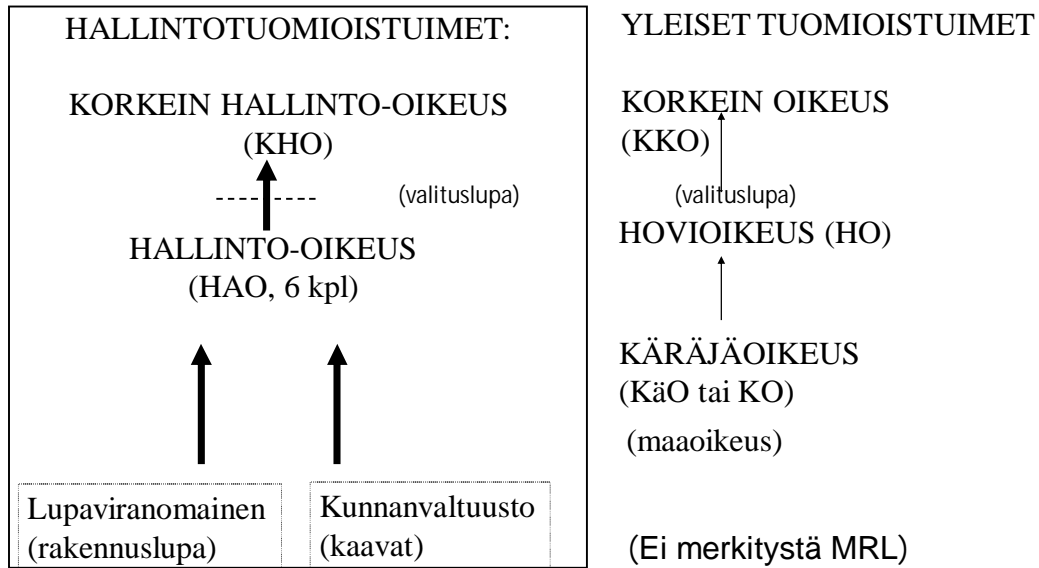 HALLINTOTUOMIOISTUIMET:
KORKEIN HALLINTO-OIKEUS
(KHO)
(valituslupa)
HALLINTO-OIKEUS
(HAO, 6 kpl)
Lupaviranomainen
(rakennuslupa)
Kunnanvaltuusto
(kaavat)
YLEISET TUOMIOISTUIMET
KORKEIN OIKEUS
(KKO)
(valituslupa)
HOVIOIKEUS (HO)
KÄRÄJÄOIKEUS
(KäO tai KO)
(maaoikeus)
(Ei merkitystä MRL)